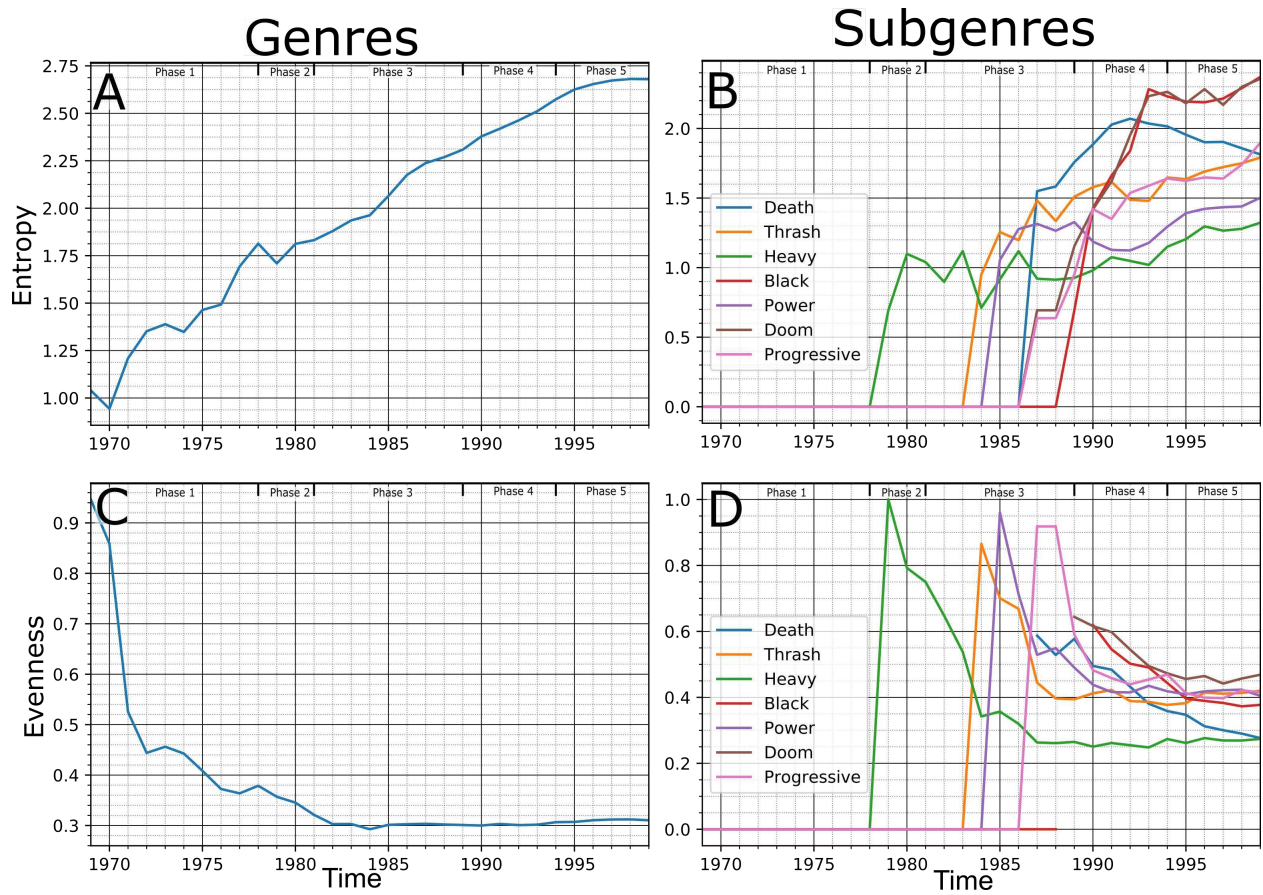 Genres
Subgenres
A
Phase 1 Phase 2 Phase 3 Phase 4 Phase 5
2.75
2.50
2.25
2.00
1.75
1.50
1.25
1.00
Entropy
1970 1975 1980 1985 1990 1995
B
Phase 1 Phase 2 Phase 3 Phase 4 Phase 5
2.0
1.5
1.0
0.5
0.0
Death
Thrash
Heavy
Black
Power
Doom
Progressive
1970 1975 1980 1985 1990 1995
C
Phase 1 Phase 2 Phase 3 Phase 4 Phase 5
0.9
0.8
0.7
0.6
0.5
0.4
0.3
Evenness
1970 1975 1980 1985 1990 1995
Time
D
Phase 1 Phase 2 Phase 3 Phase 4 Phase 5
1.0
0.8
0.6
0.4
0.2
0.0
Death
Thrash
Heavy
Black
Power
Doom
Progressive
1970 1975 1980 1985 1990 1995
Time